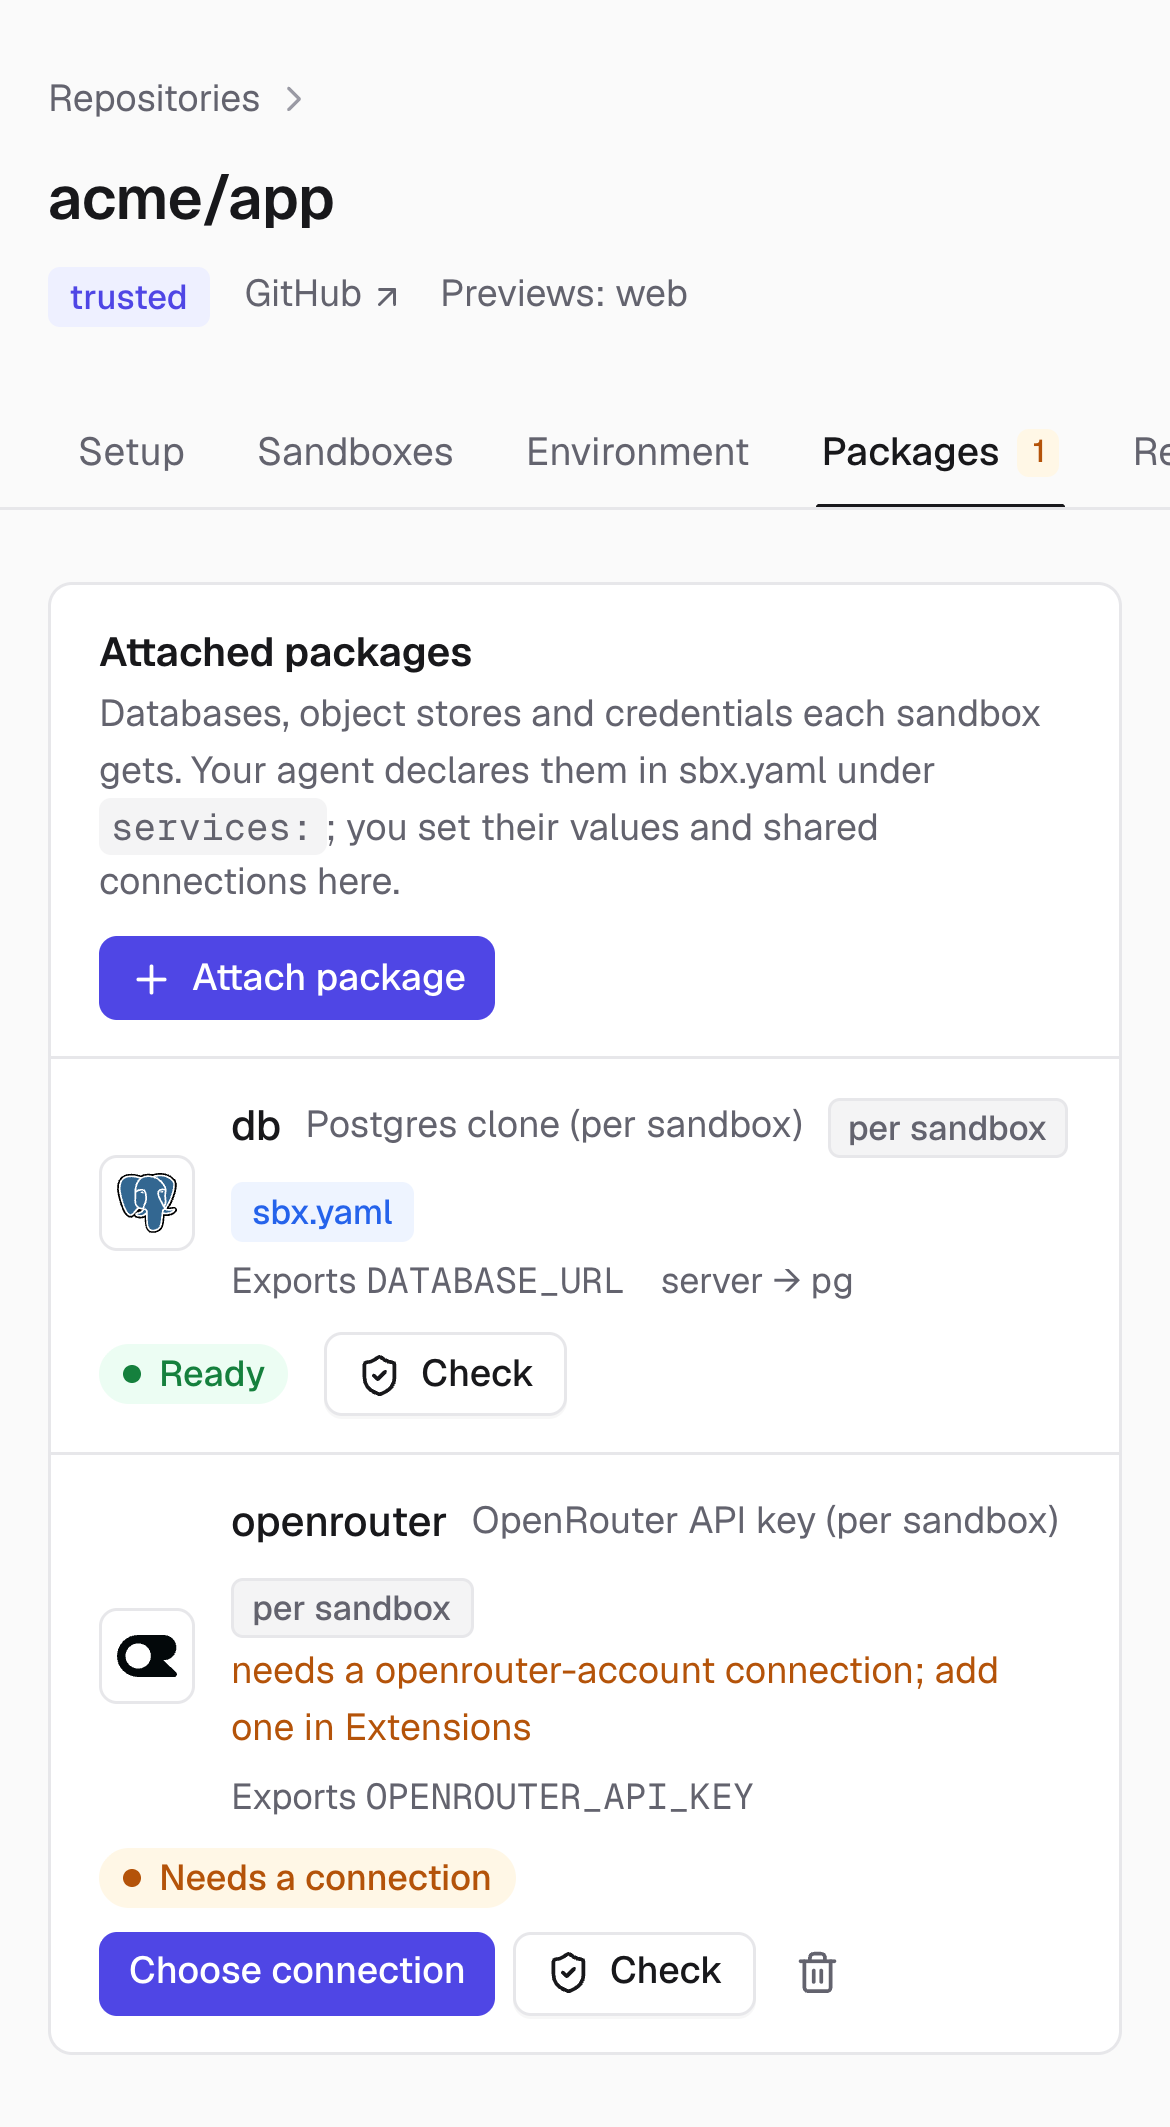 Repositories
acme/app
trusted GitHub ↗ Previews: web
Setup Sandboxes Environment Packages 1 Re
Attached packages
Databases, object stores and credentials each sandbox
gets. Your agent declares them in sbx.yaml under
services: ; you set their values and shared
connections here.
+ Attach package
db Postgres clone (per sandbox) per sandbox
sbx.yaml
Exports DATABASE_URL server → pg
Ready Check
openrouter OpenRouter API key (per sandbox)
per sandbox
needs a openrouter-account connection; add
one in Extensions
Exports OPENROUTER_API_KEY
Needs a connection
Choose connection Check